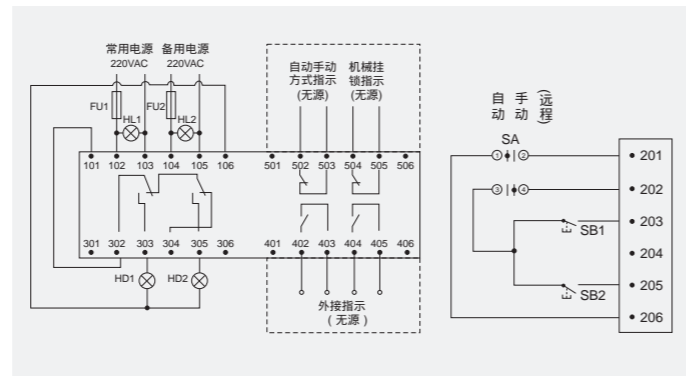 常用电源 备用电源
220VAC 220VAC
自动手动 机械挂
方式指示 锁指示
(无源) (无源)
FU1 HL1 FU2 HL2
101 102 103 104 105 106 501 502 503 504 505 506
301 302 303 304 305 306 401 402 403 404 405 406
HD1 HD2
外接指示
(无源)
自动 手动 (远程)
SA
① ② 201
③ ④ 202
SB1 203
204
SB2 205
206